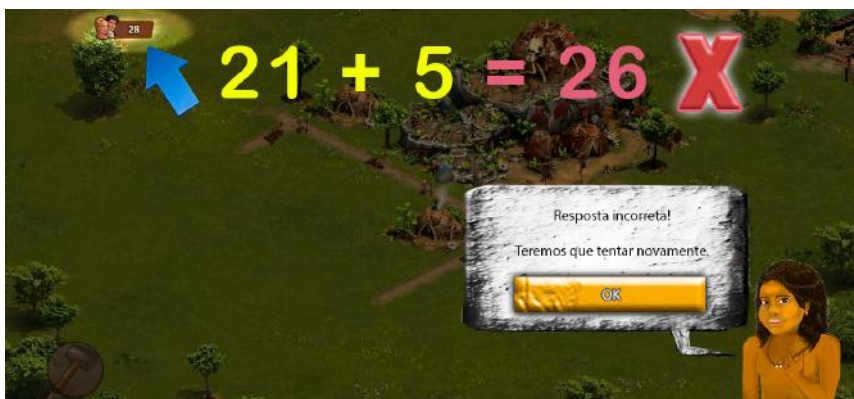 28
21 + 5 = 26 X
Resposta incorreta!
Teremos que tentar novamente.
OK